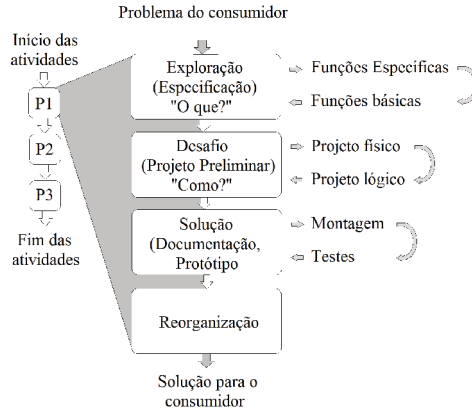 Problema do consumidor
Início das
atividades
P1
P2
P3
Fim das
atividades
Exploração
(Especificação)
"O que?"
Funções Específicas
Funções básicas
Desafio
(Projeto Preliminar)
"Como?"
Projeto físico
Projeto lógico
Solução
(Documentação,
Protótipo
Montagem
Testes
Reorganização
Solução para o
consumidor